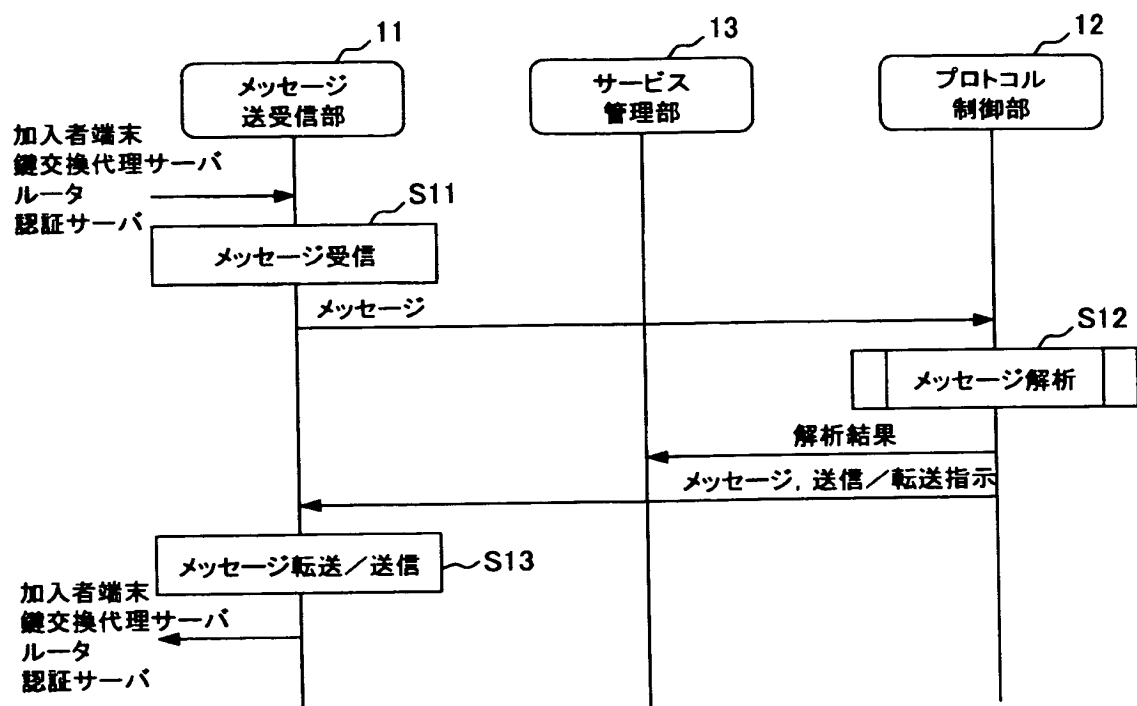 11
13
12
メッセージ
送受信部
サービス
管理部
プロトコル
制御部
加入者端末
鍵交換代理サーバ
ルータ
認証サーバ
S11
メッセージ受信
メッセージ
S12
メッセージ解析
解析結果
メッセージ, 送信／転送指示
メッセージ転送／送信
S13
加入者端末
鍵交換代理サーバ
ルータ
認証サーバ